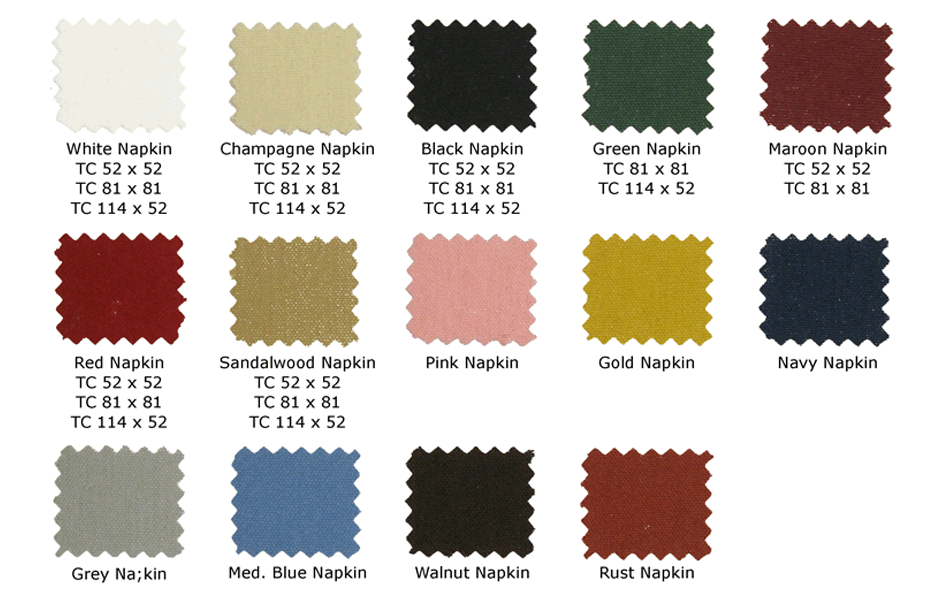 White Napkin
TC 52 x 52
TC 81 x 81
TC 114 x 52
Champagne Napkin
TC 52 x 52
TC 81 x 81
TC 114 x 52
Black Napkin
TC 52 x 52
TC 81 x 81
TC 114 x 52
Green Napkin
TC 81 x 81
TC 114 x 52
Maroon Napkin
TC 52 x 52
TC 81 x 81
Red Napkin
TC 52 x 52
TC 81 x 81
TC 114 x 52
Sandalwood Napkin
TC 52 x 52
TC 81 x 81
TC 114 x 52
Pink Napkin
Gold Napkin
Navy Napkin
Grey Na;kin
Med. Blue Napkin
Walnut Napkin
Rust Napkin